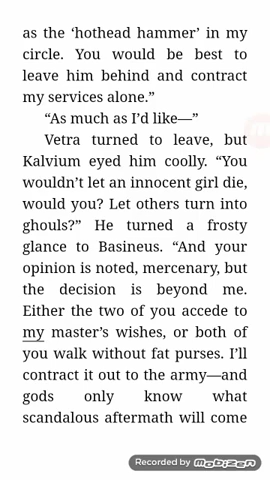 as the ‘hothead hammer’ in my
circle. You would be best to
leave him behind and contract
my services alone.”
“As much as I’d like—”
Vetra turned to leave, but
Kalvium eyed him coolly. “You
wouldn’t let an innocent girl die,
would you? Let others turn into
ghouls?” He turned a frosty
glance to Basineus. “And your
opinion is noted, mercenary, but
the decision is beyond me.
Either the two of you accede to
my master’s wishes, or both of
you walk without fat purses. I’ll
contract it out to the army—and
gods only know what
scandalous aftermath will come
Recorded by Mobizen